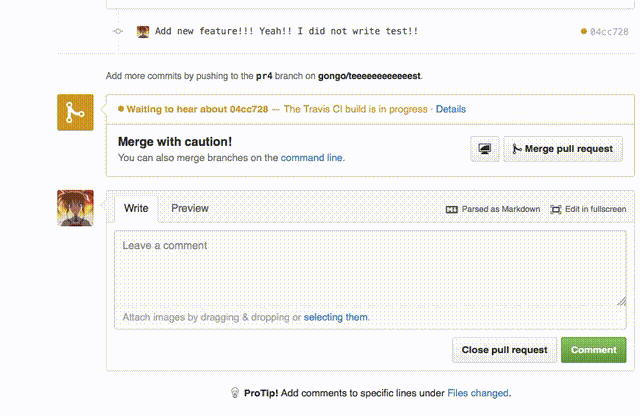 Add new feature!!! Yeah!! I did not write test!! 04cc728
Add more commits by pushing to the pr4 branch on gongo/teeeeeeeeeeeest.
Waiting to hear about 04cc728 — The Travis CI build is in progress · Details
Merge with caution!
You can also merge branches on the command line.
Merge pull request
Write Preview Parsed as Markdown Edit in fullscreen
Leave a comment
Attach images by dragging & dropping or selecting them.
Close pull request Comment
ProTip! Add comments to specific lines under Files changed.